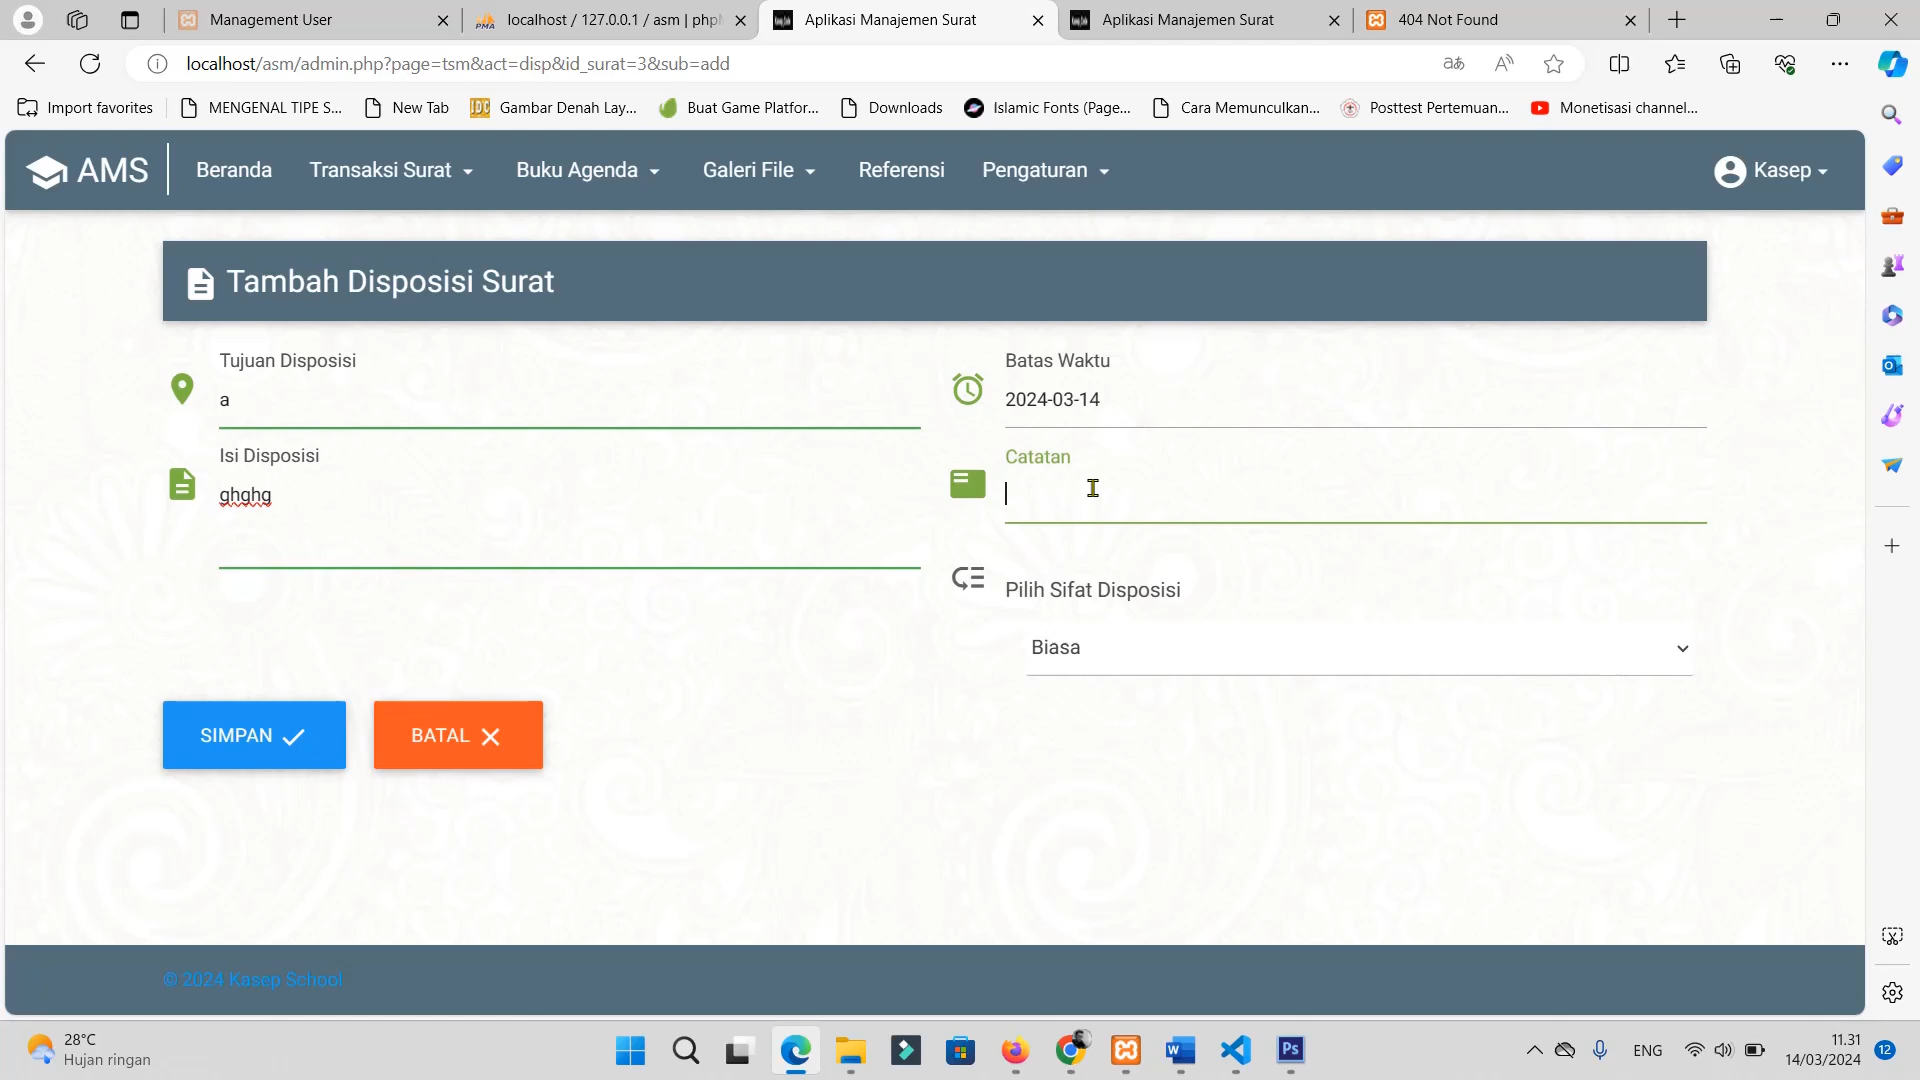 Management User
localhost / 127.0.0.1 / asm | phpM
Aplikasi Manajemen Surat
Aplikasi Manajemen Surat
404 Not Found
localhost/asm/admin.php?page=tsm&act=disp&id_surat=3&sub=add
Import favorites
MENGENAL TIPE S...
New Tab
Gambar Denah Lay...
Buat Game Platfor...
Downloads
Islamic Fonts (Page...
Cara Memunculkan...
Posttest Pertemuan...
Monetisasi channel...
AMS
Beranda
Transaksi Surat
Buku Agenda
Galeri File
Referensi
Pengaturan
Kasep
Tambah Disposisi Surat
Tujuan Disposisi
a
Batas Waktu
2024-03-14
Isi Disposisi
ghghg
Catatan
Pilih Sifat Disposisi
Biasa
SIMPAN
BATAL
© 2024 Kasep School
28°C
Hujan ringan
ENG
11.31
14/03/2024
12